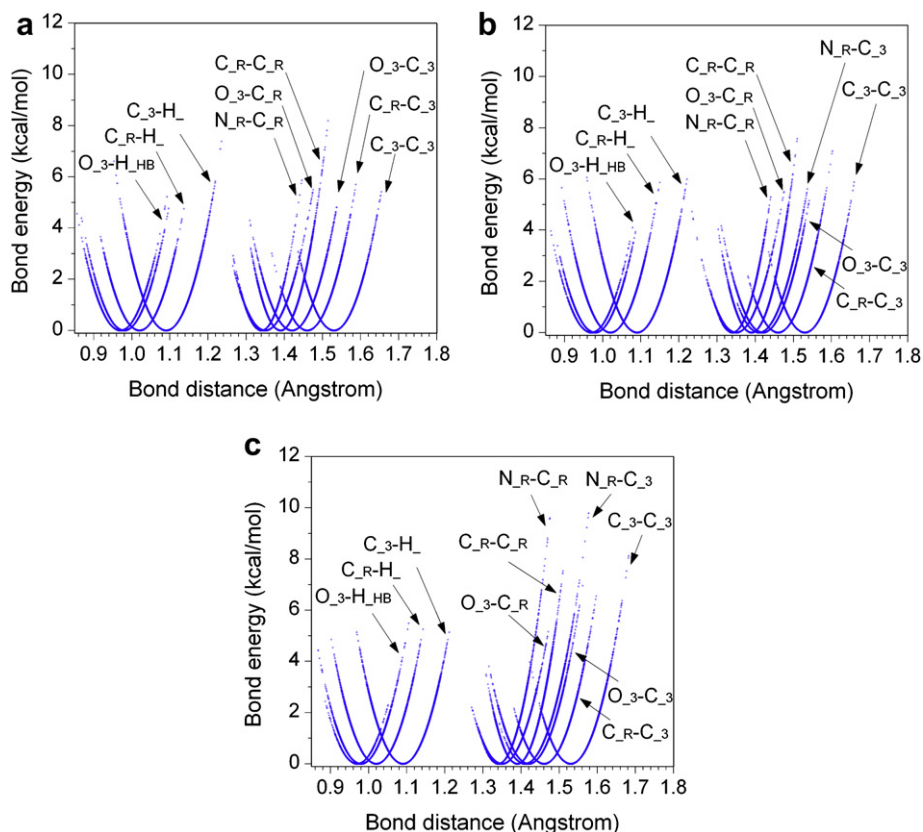 a
12
10
8
6
4
2
0
Bond energy (kcal/mol)
C_R-C_R
O_3-C_R
N_R-C_R
O_3-C_3
C_R-C_3
C_3-C_3
C_3-H_
C_R-H_
O_3-H_HB
0.9 1.0 1.1 1.2 1.3 1.4 1.5 1.6 1.7 1.8
Bond distance (Angstrom)
b
12
10
8
6
4
2
0
Bond energy (kcal/mol)
N_R-C_3
C_R-C_R
O_3-C_R
N_R-C_R
C_3-C_3
C_3-H_
C_R-H_
O_3-H_HB
O_3-C_3
C_R-C_3
0.9 1.0 1.1 1.2 1.3 1.4 1.5 1.6 1.7 1.8
Bond distance (Angstrom)
c
12
10
8
6
4
2
0
Bond energy (kcal/mol)
N_R-C_R
N_R-C_3
C_3-C_3
C_R-C_R
C_3-H_
C_R-H_
O_3-H_HB
O_3-C_R
O_3-C_3
C_R-C_3
0.9 1.0 1.1 1.2 1.3 1.4 1.5 1.6 1.7 1.8
Bond distance (Angstrom)